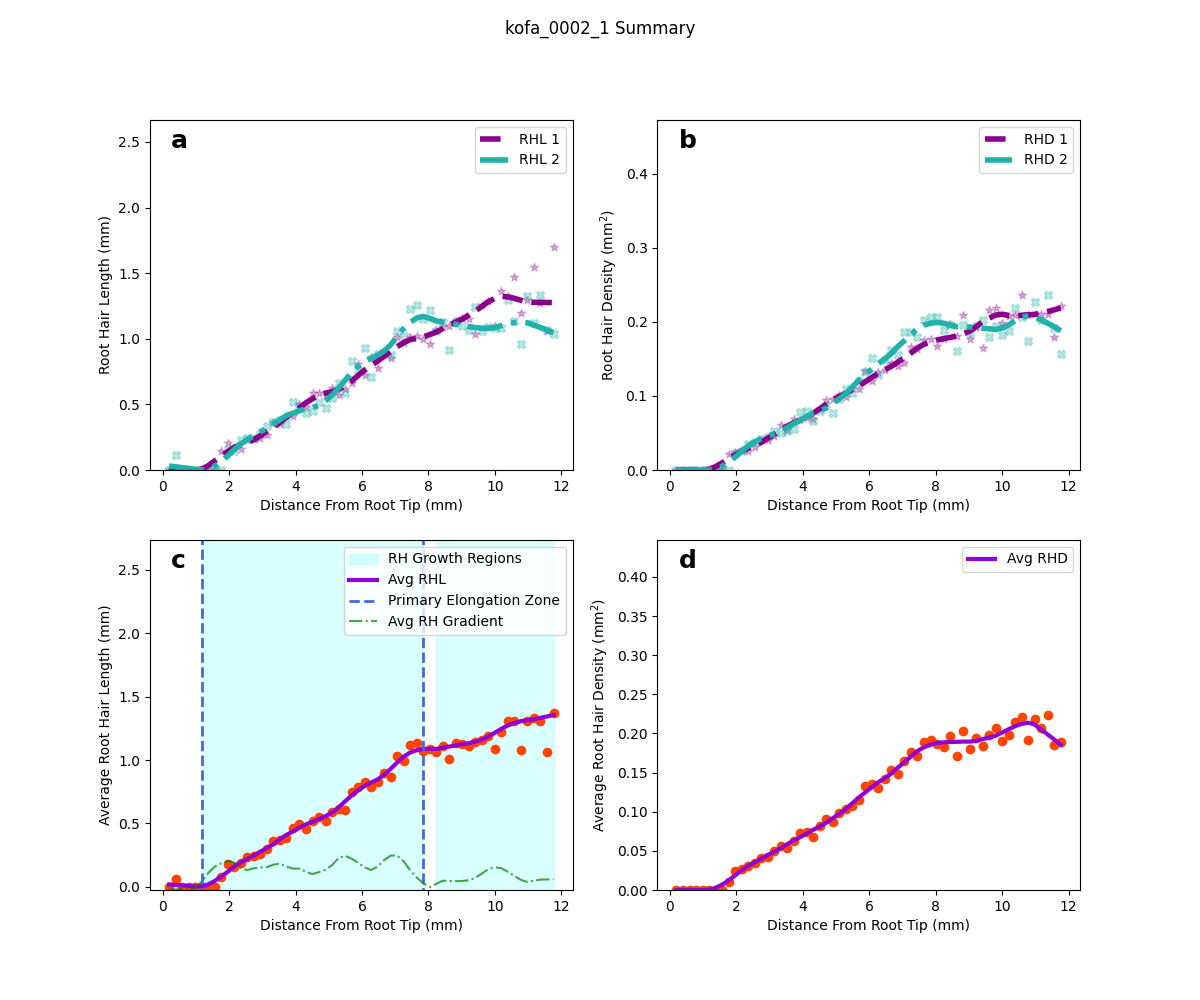 kofa_0002_1 Summary
a
RHL 1
RHL 2
2.5
2.0
1.5
1.0
0.5
0.0
Root Hair Length (mm)
0 2 4 6 8 10 12
Distance From Root Tip (mm)
b
RHD 1
RHD 2
0.4
0.3
0.2
0.1
0.0
Root Hair Density (mm²)
0 2 4 6 8 10 12
Distance From Root Tip (mm)
c
RH Growth Regions
Avg RHL
Primary Elongation Zone
Avg RH Gradient
2.5
2.0
1.5
1.0
0.5
0.0
Average Root Hair Length (mm)
0 2 4 6 8 10 12
Distance From Root Tip (mm)
d
Avg RHD
0.40
0.35
0.30
0.25
0.20
0.15
0.10
0.05
0.00
Average Root Hair Density (mm²)
0 2 4 6 8 10 12
Distance From Root Tip (mm)